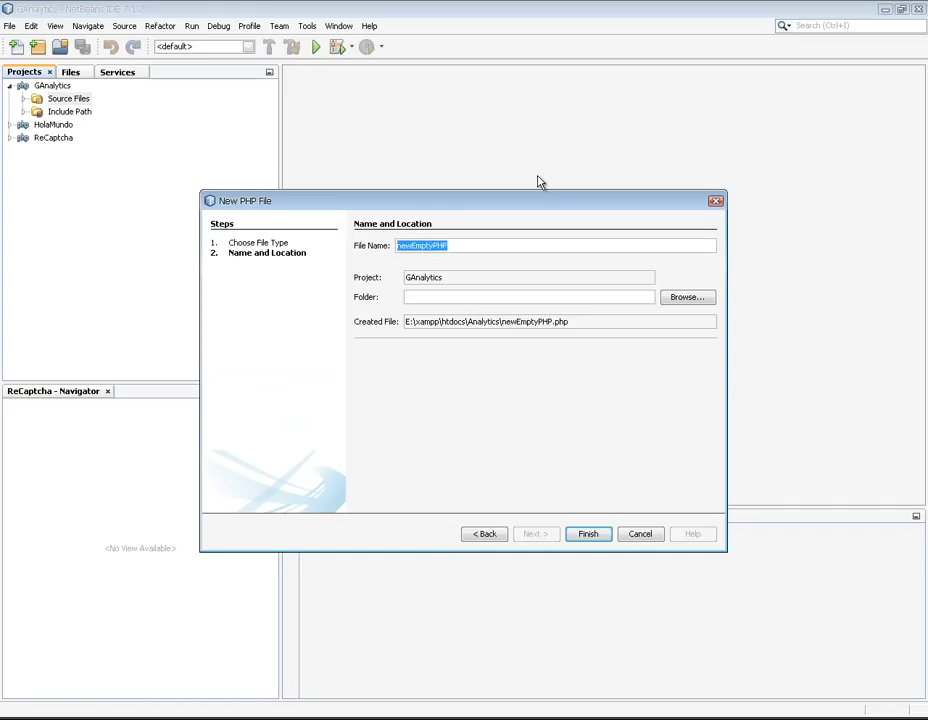 GAnalytics - NetBeans IDE 7.1.2
File Edit View Navigate Source Refactor Run Debug Profile Team Tools Window Help
Search (Ctrl+I)
<default>
Projects Files Services
GAnalytics
Source Files
Include Path
HolaMundo
ReCaptcha
New PHP File
Steps
1. Choose File Type
2. Name and Location
Name and Location
File Name: newEmptyPHP
Project: GAnalytics
Folder: Browse...
Created File: E:\xampp\htdocs\Analytics\newEmptyPHP.php
< Back Next > Finish Cancel Help
ReCaptcha - Navigator
<No View Available>